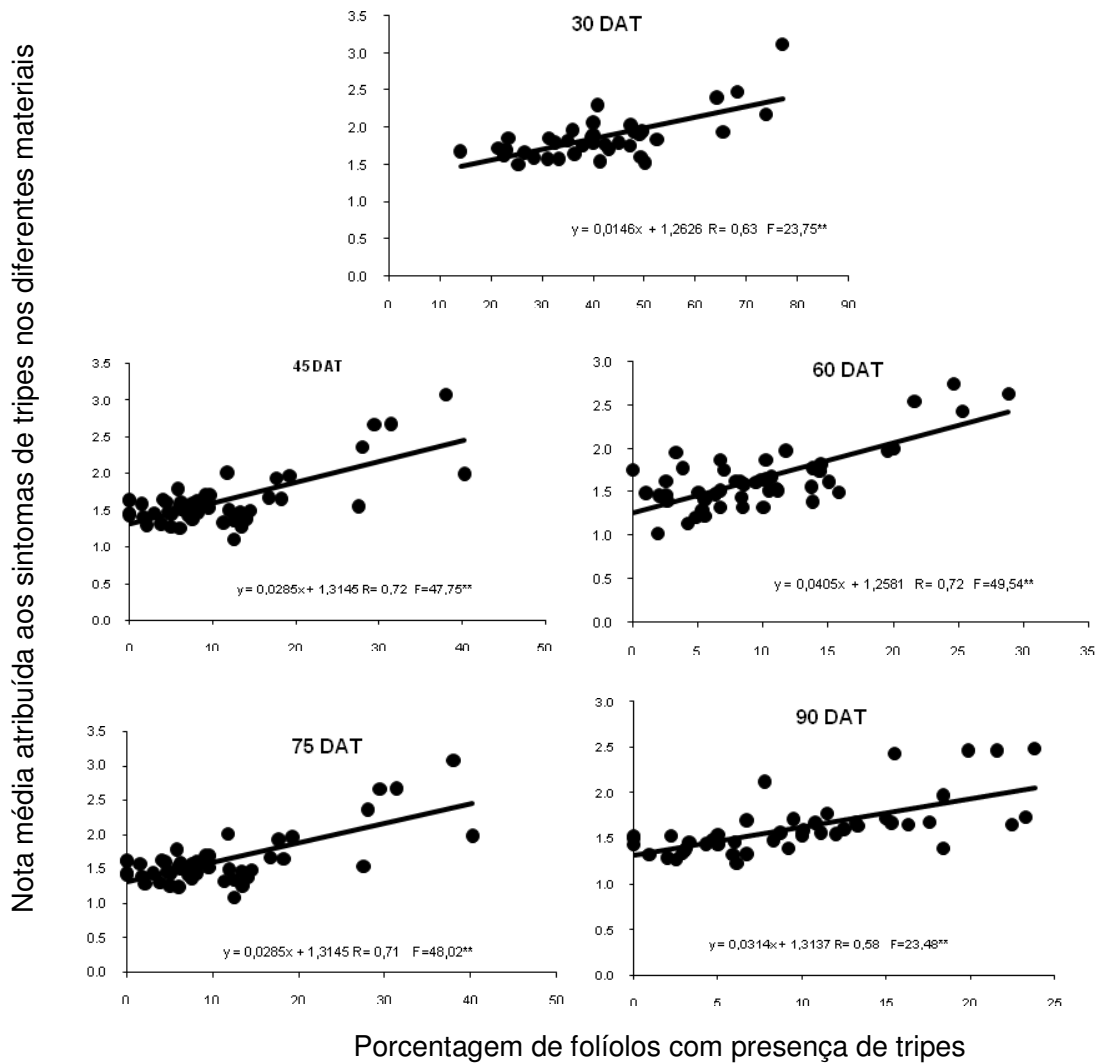 Nota média atribuída aos sintomas de tripes nos diferentes materiais
30 DAT
3.5
3.0
2.5
2.0
1.5
1.0
0.5
0.0
y = 0,0146x + 1,2626 R= 0,63 F=23,75**
0 10 20 30 40 50 60 70 80 90
45 DAT
3.5
3.0
2.5
2.0
1.5
1.0
0.5
0.0
y = 0,0285x + 1,3145 R= 0,72 F=47,75**
0 10 20 30 40 50
60 DAT
3.0
2.5
2.0
1.5
1.0
0.5
0.0
y = 0,0405x + 1,2581 R= 0,72 F=49,54**
0 5 10 15 20 25 30 35
75 DAT
3.5
3.0
2.5
2.0
1.5
1.0
0.5
0.0
y = 0,0285x + 1,3145 R= 0,71 F=48,02**
0 10 20 30 40 50
90 DAT
3.0
2.5
2.0
1.5
1.0
0.5
0.0
y = 0,0314x + 1,3137 R= 0,58 F=23,48**
0 5 10 15 20 25
Porcentagem de folíolos com presença de tripes